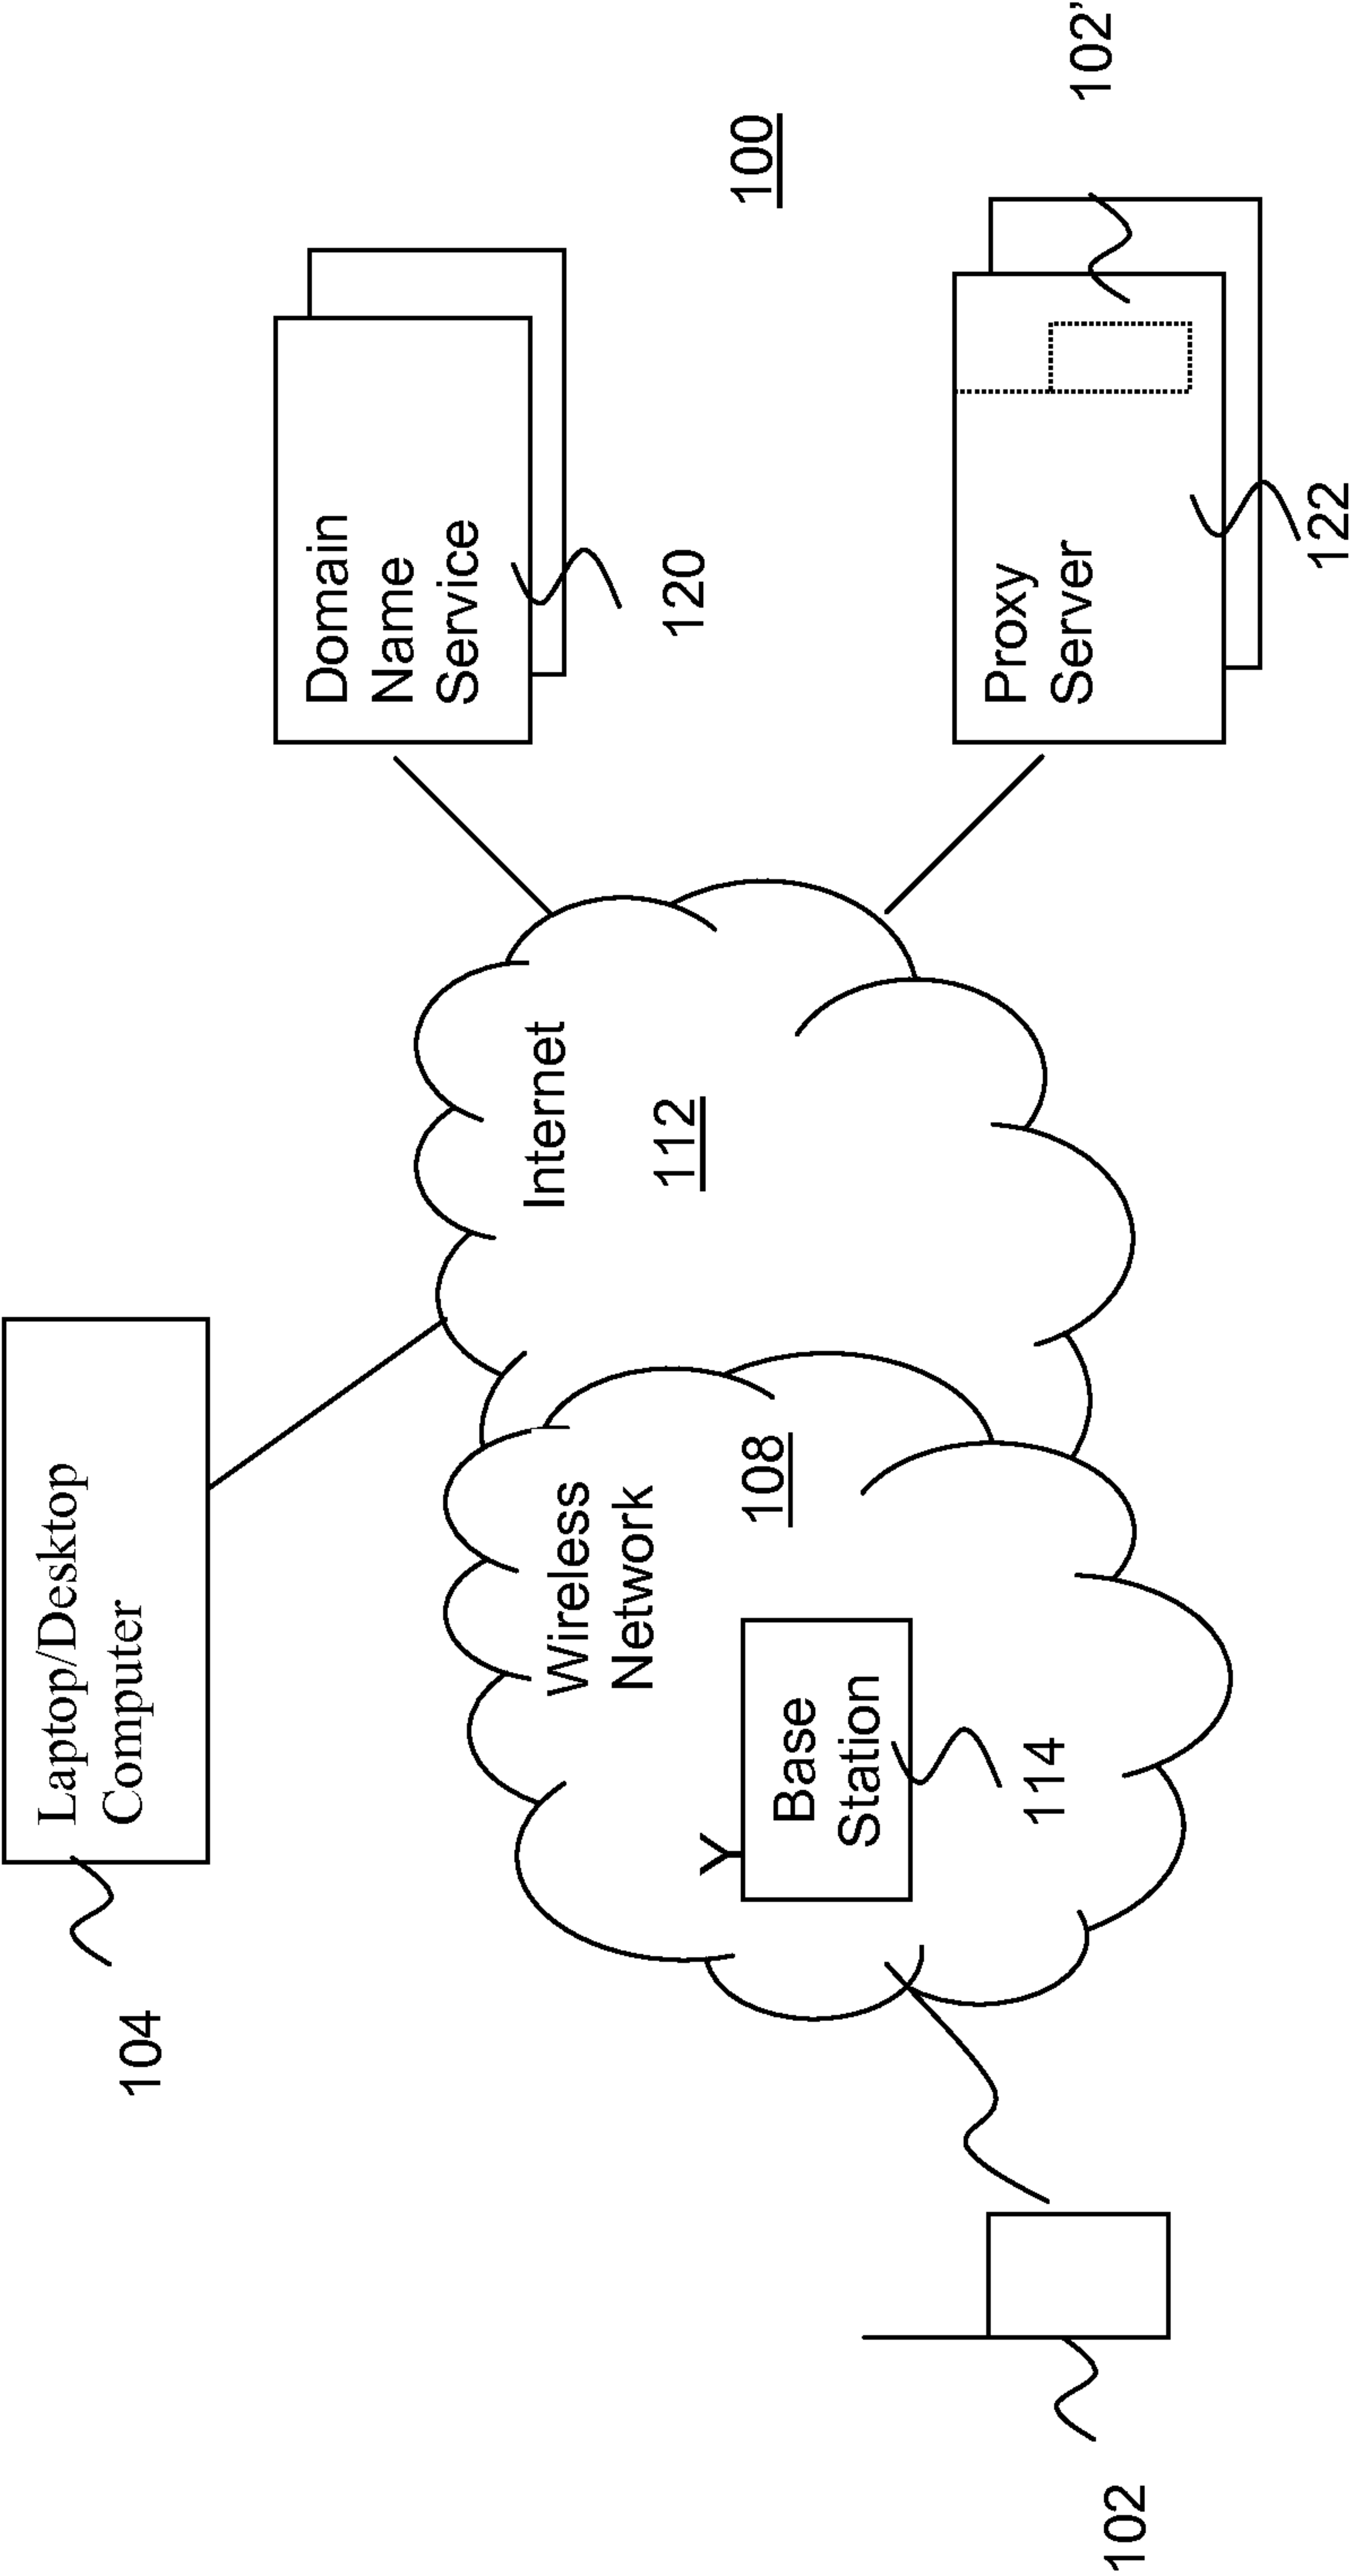 Laptop/Desktop
Computer
104
Domain
Name
Service
120
Internet
112
Wireless
Network
108
100
Base
Station
114
Proxy
Server
122
102'
102